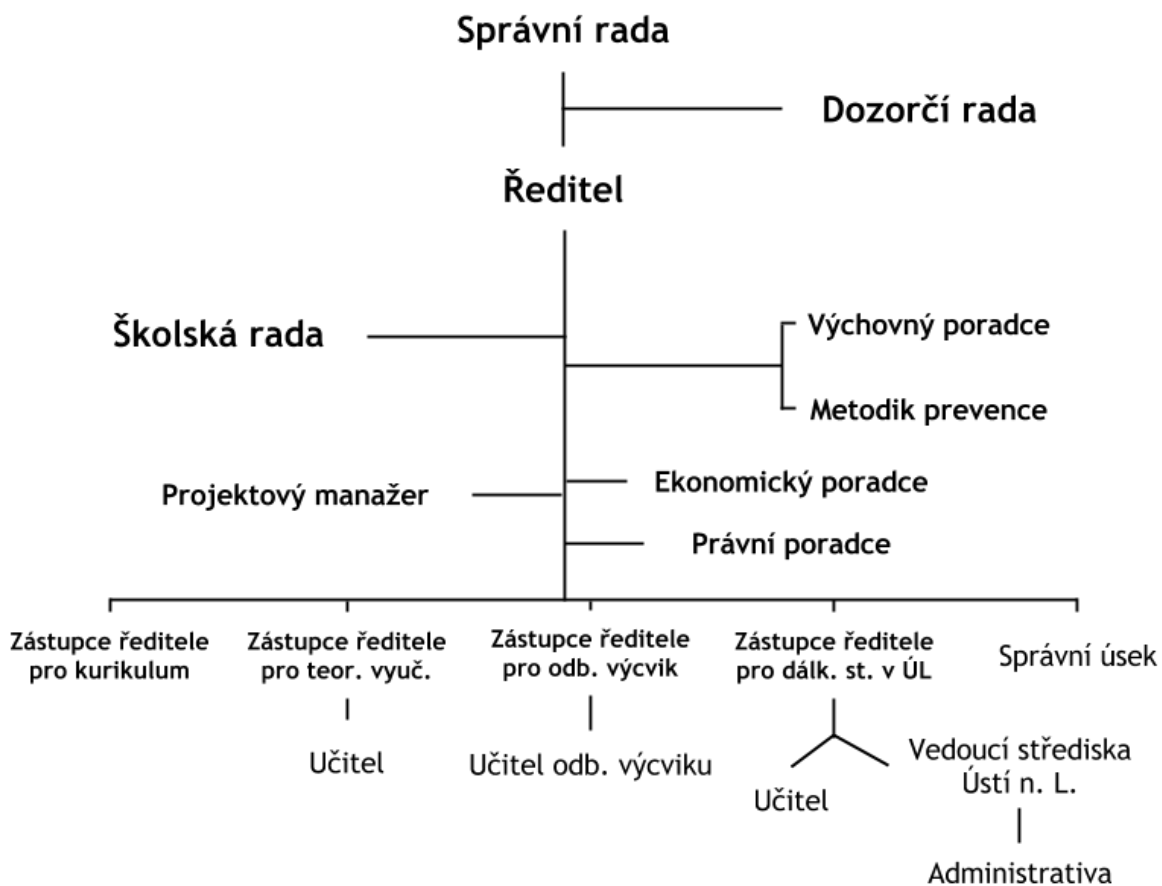 Správní rada
Dozorčí rada
Ředitel
Školská rada
Výchovný poradce
Metodik prevence
Projektový manažer
Ekonomický poradce
Právní poradce
Zástupce ředitele
pro kurikulum
Zástupce ředitele
pro teor. vyuč.
Zástupce ředitele
pro odb. výcvik
Zástupce ředitele
pro dálk. st. v ÚL
Správní úsek
Učitel
Učitel odb. výcviku
Učitel
Vedoucí střediska
Ústí n. L.
Administrativa